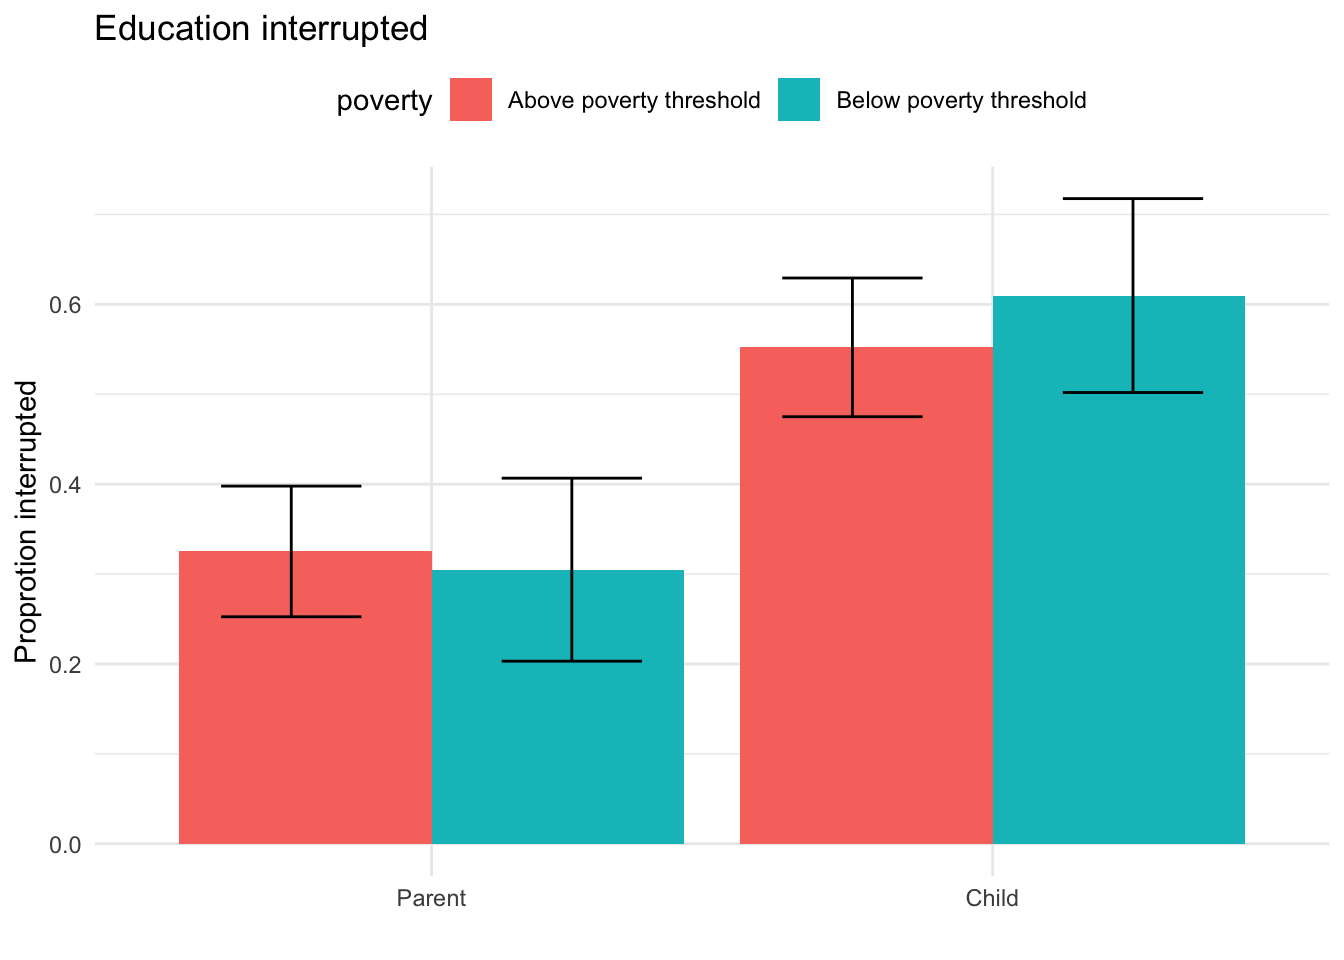 Education interrupted
poverty Above poverty threshold Below poverty threshold
Proprotion interrupted
0.6
0.4
0.2
0.0
Parent Child